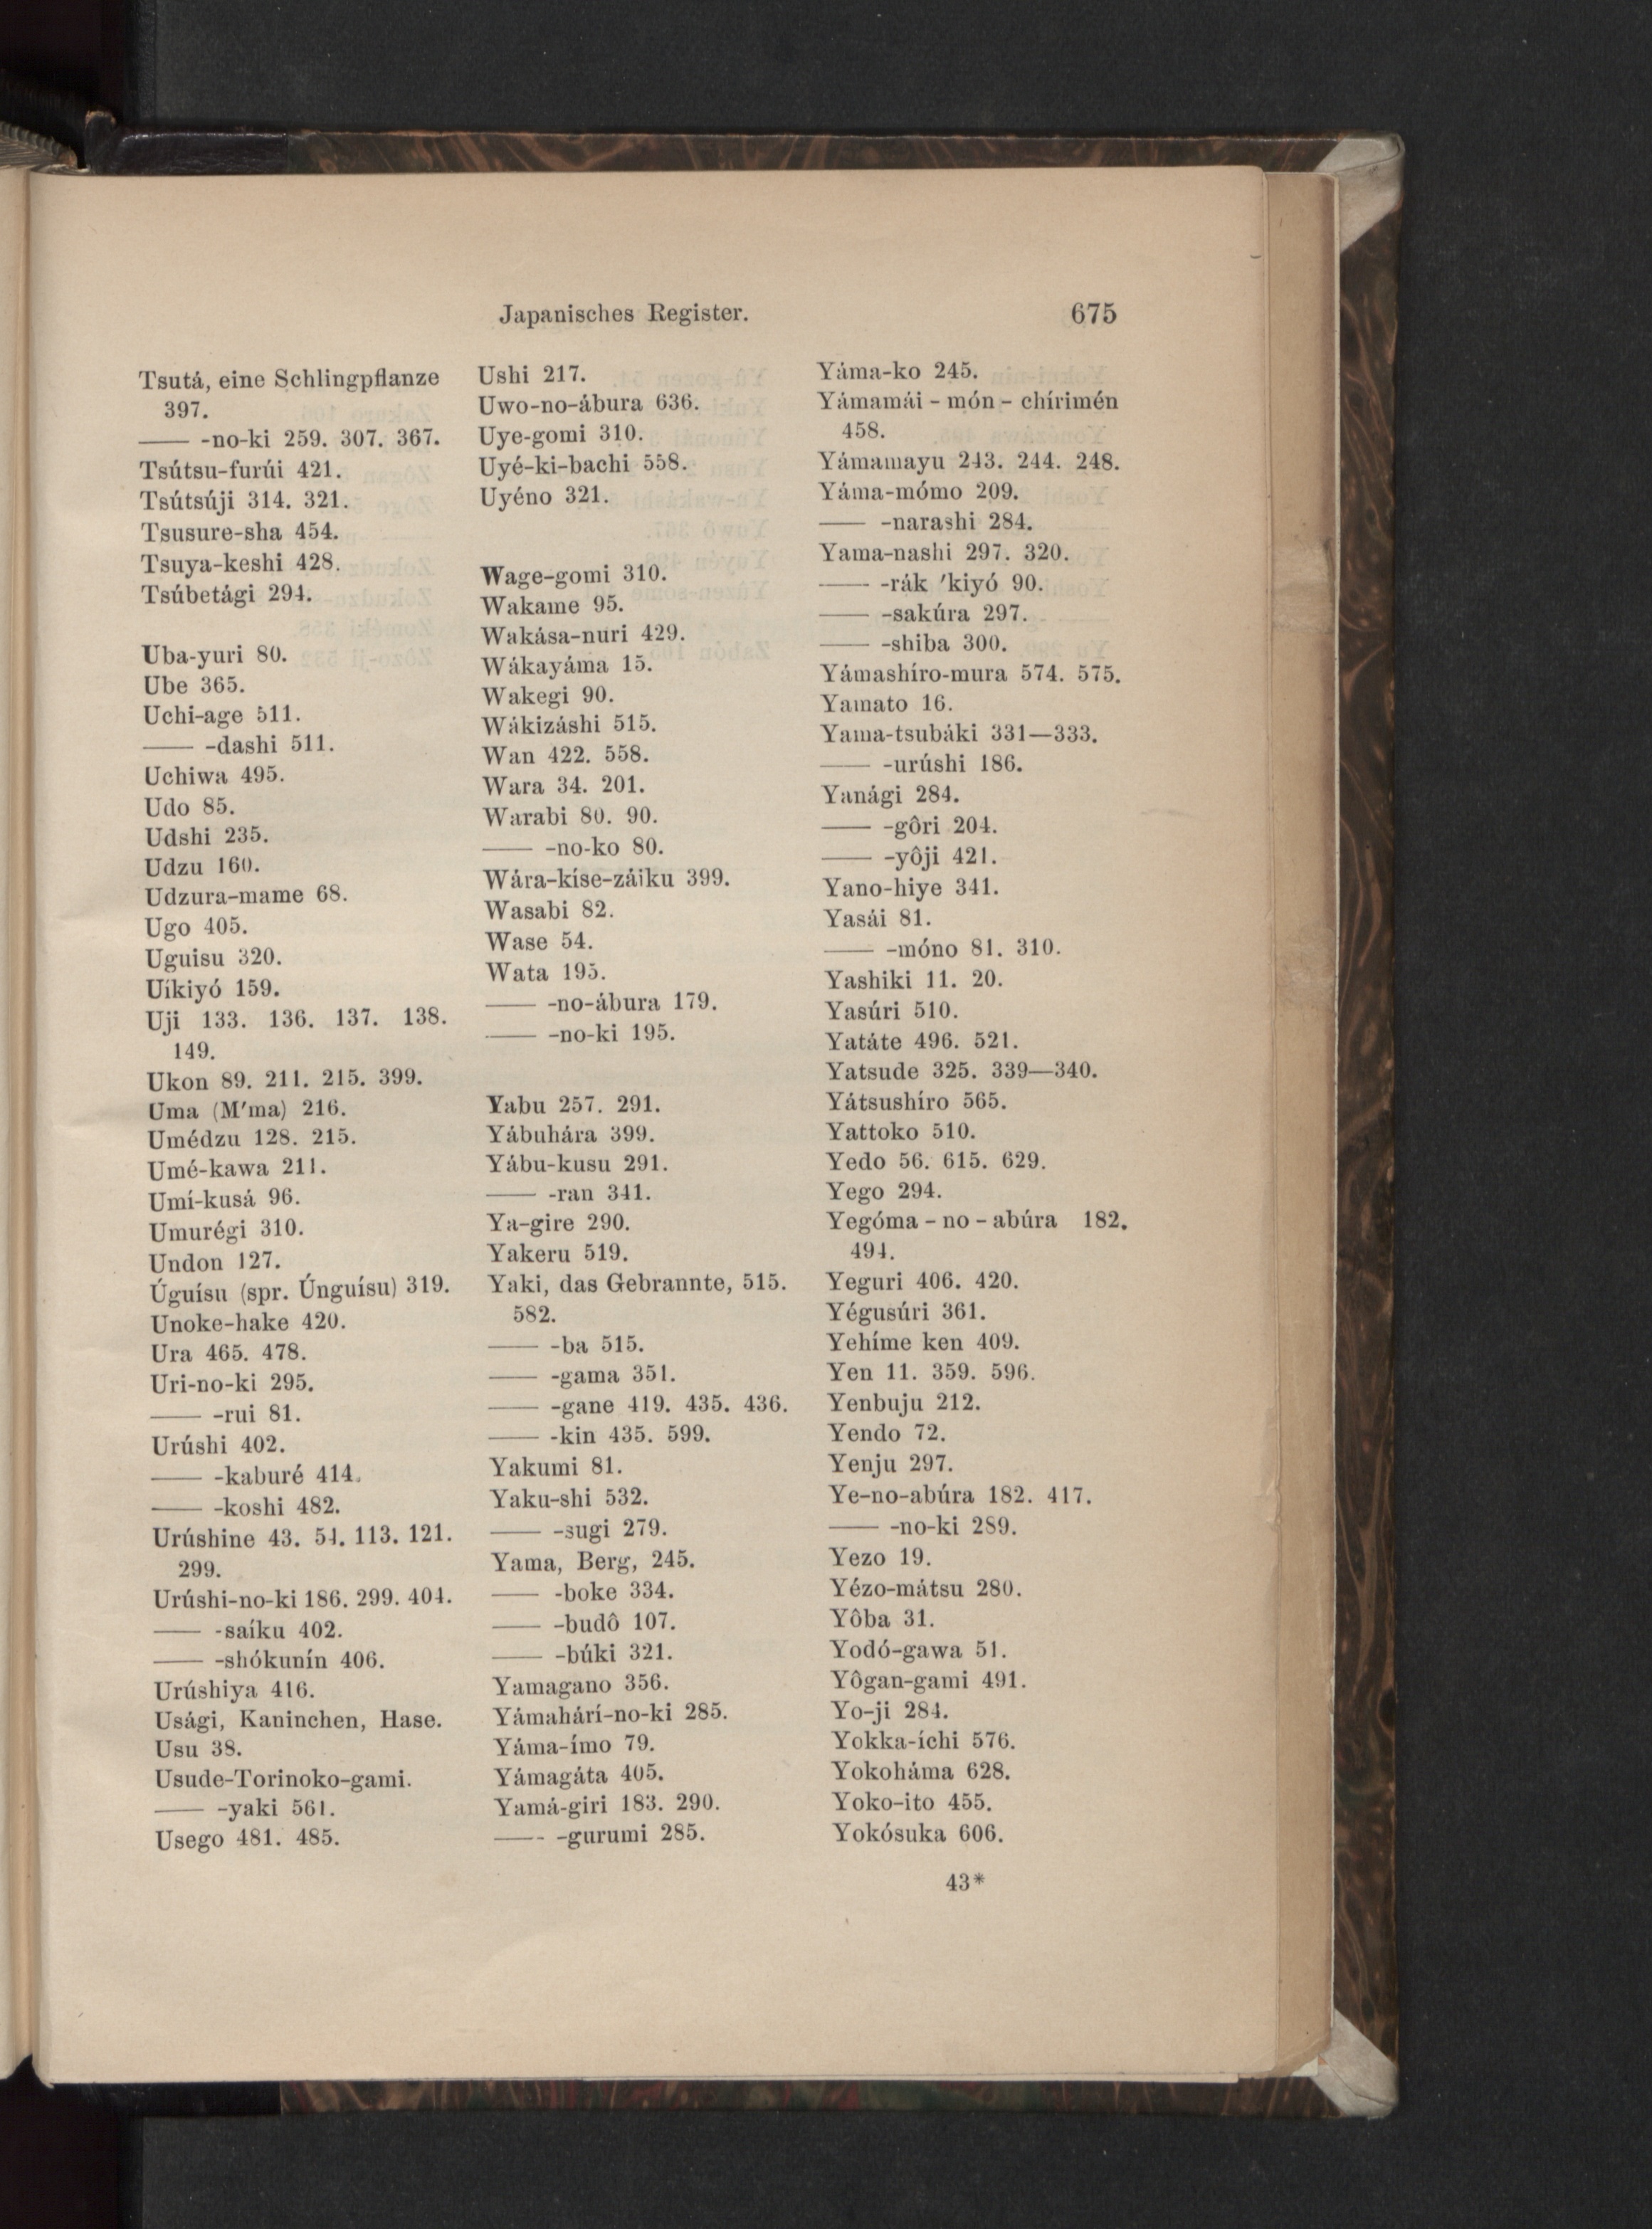 Japanisches Register. 675
Tsutá, eine Schlingpflanze
397.
—— -no-ki 259. 307. 367.
Tsútsu-furúi 421.
Tsútsúji 314. 321.
Tsusure-sha 454.
Tsuya-keshi 428.
Tsúbetági 294.
Uba-yuri 80.
Ube 365.
Uchi-age 511.
—— -dashi 511.
Uchiwa 495.
Udo 85.
Udshi 235.
Udzu 160.
Udzura-mame 68.
Ugo 405.
Uguisu 320.
Uíkiyó 159.
Uji 133. 136. 137. 138.
149.
Ukon 89. 211. 215. 399.
Uma (M'ma) 216.
Umédzu 128. 215.
Umé-kawa 211.
Umí-kusá 96.
Umurégi 310.
Undon 127.
Úguísu (spr. Únguísu) 319.
Unoke-hake 420.
Ura 465. 478.
Uri-no-ki 295.
—— -rui 81.
Urúshi 402.
—— -kaburé 414.
—— -koshi 482.
Urúshine 43. 54. 113. 121.
299.
Urúshi-no-ki 186. 299. 404.
—— -saíku 402.
—— -shókunín 406.
Urúshiya 416.
Usági, Kaninchen, Hase.
Usu 38.
Usude-Torinoko-gami.
—— -yaki 561.
Usego 481. 485.
Ushi 217.
Uwo-no-ábura 636.
Uye-gomi 310.
Uyé-ki-bachi 558.
Uyéno 321.
Wage-gomi 310.
Wakame 95.
Wakása-nuri 429.
Wákayáma 15.
Wakegi 90.
Wákizáshi 515.
Wan 422. 558.
Wara 34. 201.
Warabi 80. 90.
—— -no-ko 80.
Wára-kíse-záiku 399.
Wasabi 82.
Wase 54.
Wata 195.
—— -no-ábura 179.
—— -no-ki 195.
Yabu 257. 291.
Yábuhára 399.
Yábu-kusu 291.
—— -ran 341.
Ya-gire 290.
Yakeru 519.
Yaki, das Gebrannte, 515.
582.
—— -ba 515.
—— -gama 351.
—— -gane 419. 435. 436.
—— -kin 435. 599.
Yakumi 81.
Yaku-shi 532.
—— -sugi 279.
Yama, Berg, 245.
—— -boke 334.
—— -budô 107.
—— -búki 321.
Yamagano 356.
Yámahárí-no-ki 285.
Yáma-ímo 79.
Yámagáta 405.
Yamá-giri 183. 290.
—— -gurumi 285.
Yáma-ko 245.
Yámamái - món - chírimén
458.
Yámamayu 243. 244. 248.
Yáma-mómo 209.
—— -narashi 284.
Yama-nashi 297. 320.
—— -rák 'kiyó 90.
—— -sakúra 297.
—— -shiba 300.
Yámashíro-mura 574. 575.
Yamato 16.
Yama-tsubáki 331—333.
—— -urúshi 186.
Yanági 284.
—— -gôri 204.
—— -yôji 421.
Yano-hiye 341.
Yasái 81.
—— -móno 81. 310.
Yashiki 11. 20.
Yasúri 510.
Yatáte 496. 521.
Yatsude 325. 339—340.
Yátsushíro 565.
Yattoko 510.
Yedo 56. 615. 629.
Yego 294.
Yegóma - no - abúra 182.
494.
Yeguri 406. 420.
Yégusúri 361.
Yehíme ken 409.
Yen 11. 359. 596.
Yenbuju 212.
Yendo 72.
Yenju 297.
Ye-no-abúra 182. 417.
—— -no-ki 289.
Yezo 19.
Yézo-mátsu 280.
Yôba 31.
Yodó-gawa 51.
Yôgan-gami 491.
Yo-ji 284.
Yokka-íchi 576.
Yokoháma 628.
Yoko-ito 455.
Yokósuka 606.
43*